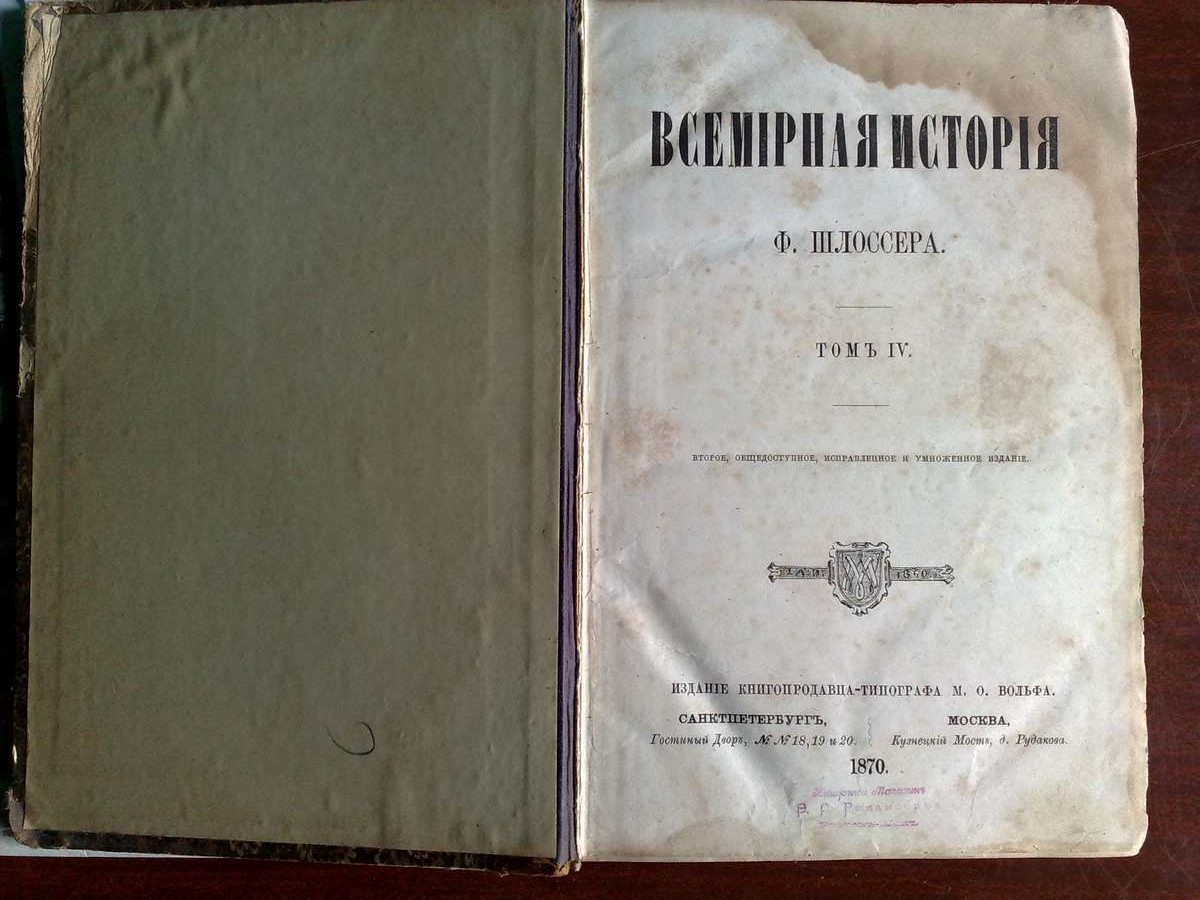 ВСЕМІРНАЯ ИСТОРІЯ
Ф. ШЛОССЕРА.
ТОМЪ IV.
ВТОРОЕ, ОБЩЕДОСТУПНОЕ, ИСПРАВЛЕННОЕ И УМНОЖЕННОЕ ИЗДАНІЕ.
ИЗДАНІЕ КНИГОПРОДАВЦА-ТИПОГРАФА М. О. ВОЛЬФА.
САНКТПЕТЕРБУРГЪ, МОСКВА,
Гостиный Дворъ, №№ 18, 19 и 20. Кузнецкій Мостъ, д. Рудакова.
1870.